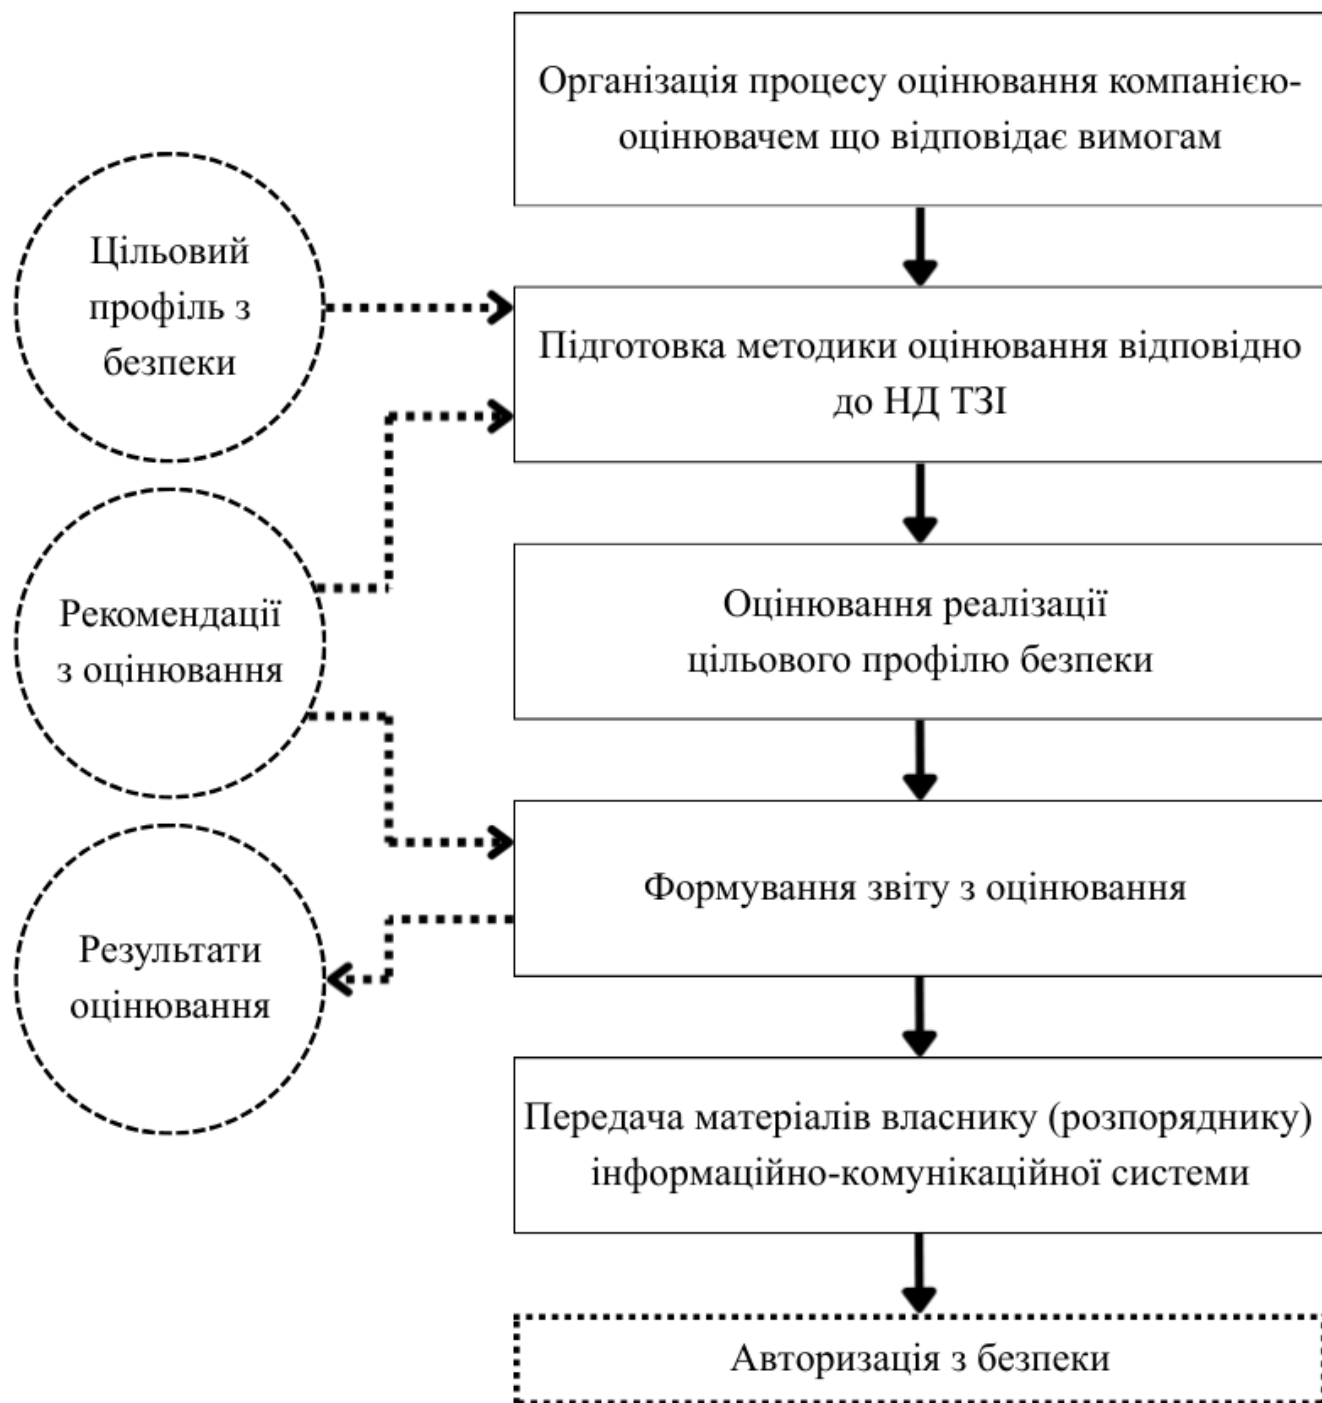 Організація процесу оцінювання компанією-
оцінювачем що відповідає вимогам
Цільовий
профіль з
безпеки
Підготовка методики оцінювання відповідно
до НД ТЗІ
Рекомендації
з оцінювання
Оцінювання реалізації
цільового профілю безпеки
Формування звіту з оцінювання
Результати
оцінювання
Передача матеріалів власнику (розпоряднику)
інформаційно-комунікаційної системи
Авторизація з безпеки